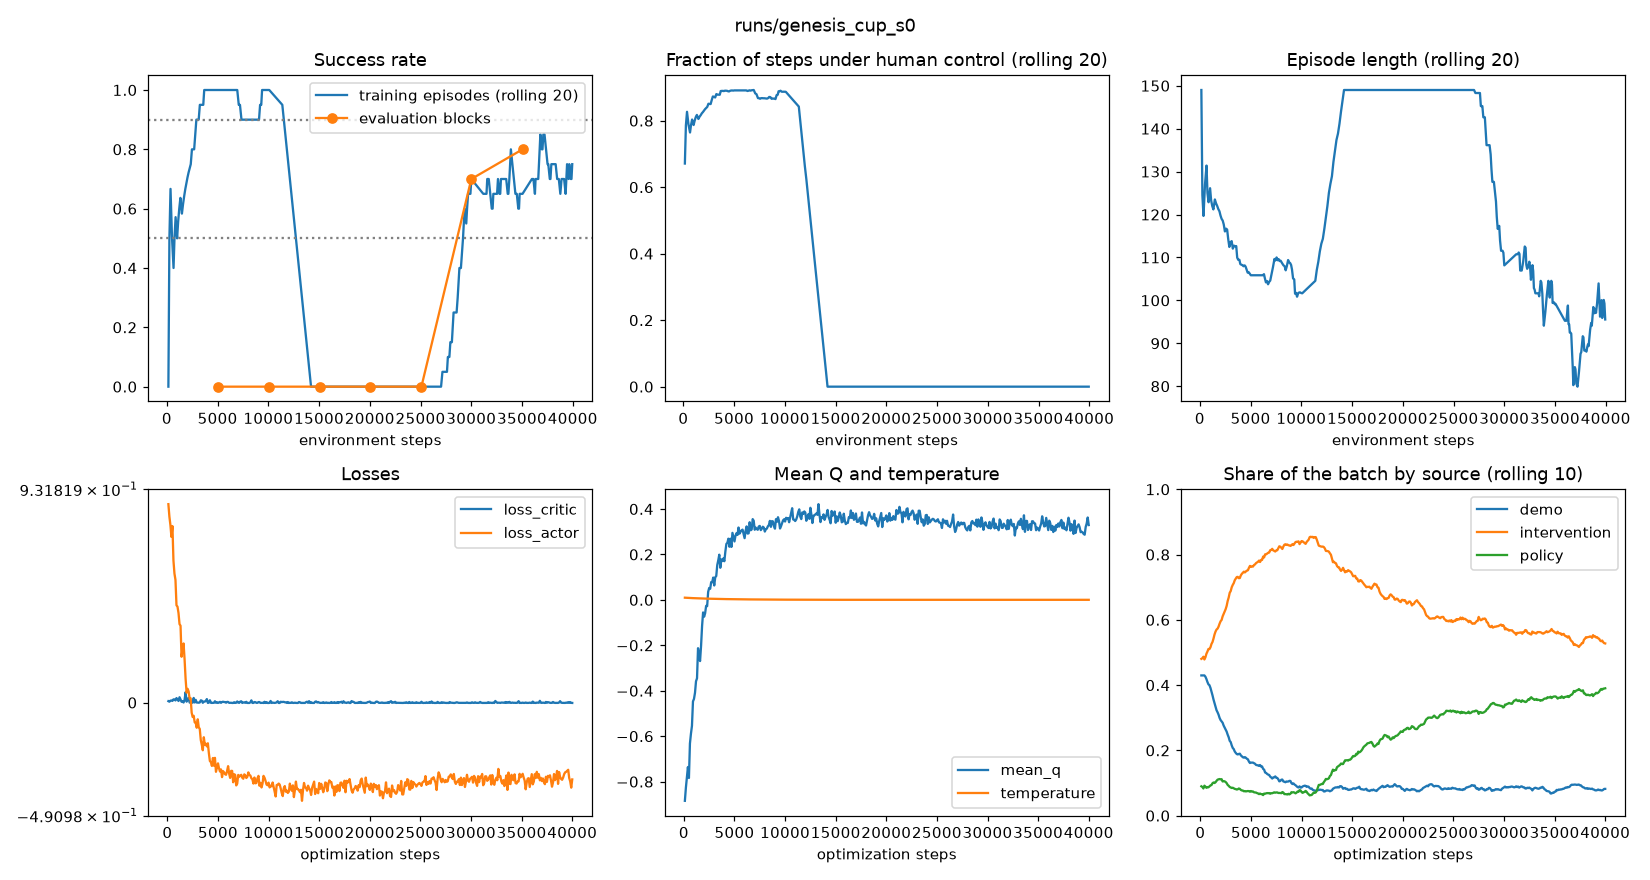 runs/genesis_cup_s0
Success rate
1.0
0.8
0.6
0.4
0.2
0.0
training episodes (rolling 20)
evaluation blocks
0 5000 10000 15000 20000 25000 30000 35000 40000
environment steps
Fraction of steps under human control (rolling 20)
0.8
0.6
0.4
0.2
0.0
0 5000 10000 15000 20000 25000 30000 35000 40000
environment steps
Episode length (rolling 20)
150
140
130
120
110
100
90
80
0 5000 10000 15000 20000 25000 30000 35000 40000
environment steps
Losses
9.31819 × 10⁻¹
0
−4.9098 × 10⁻¹
loss_critic
loss_actor
0 5000 10000 15000 20000 25000 30000 35000 40000
optimization steps
Mean Q and temperature
0.4
0.2
0.0
−0.2
−0.4
−0.6
−0.8
mean_q
temperature
0 5000 10000 15000 20000 25000 30000 35000 40000
optimization steps
Share of the batch by source (rolling 10)
1.0
0.8
0.6
0.4
0.2
0.0
demo
intervention
policy
0 5000 10000 15000 20000 25000 30000 35000 40000
optimization steps